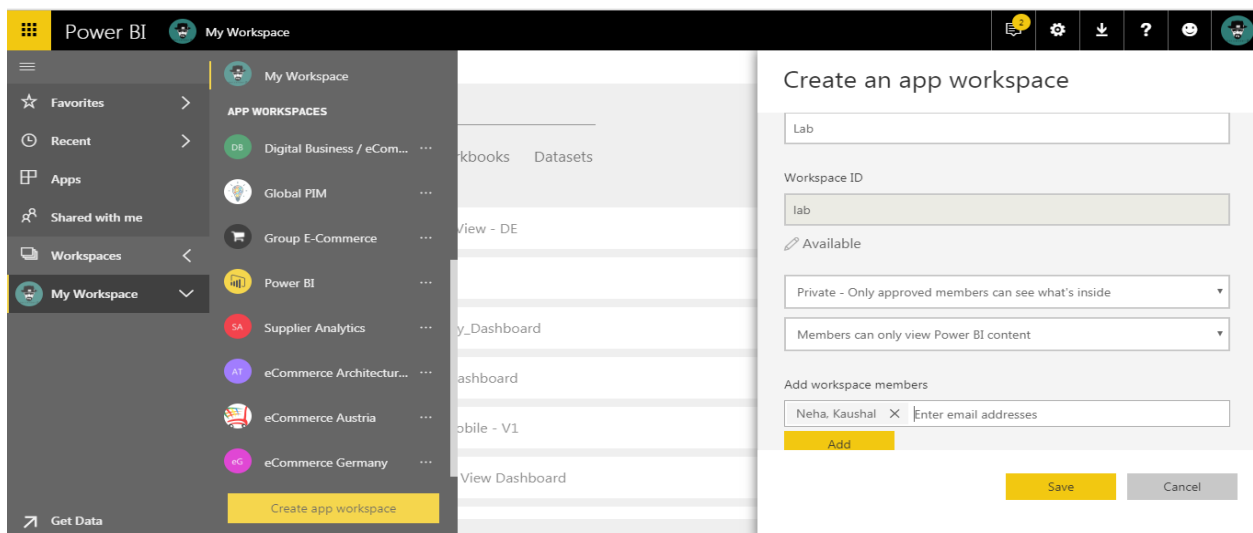 Power BI
My Workspace
2
?
Favorites
Recent
Apps
Shared with me
Workspaces
My Workspace
Get Data
My Workspace
APP WORKSPACES
DB Digital Business / eCom... ...
Global PIM ...
Group E-Commerce ...
Power BI ...
SA Supplier Analytics ...
AT eCommerce Architectur... ...
eCommerce Austria ...
eG eCommerce Germany ...
Create app workspace
rkbooks Datasets
View - DE
y_Dashboard
ashboard
obile - V1
View Dashboard
Create an app workspace
Lab
Workspace ID
lab
Available
Private - Only approved members can see what's inside
Members can only view Power BI content
Add workspace members
Neha, Kaushal Enter email addresses
Add
Save Cancel